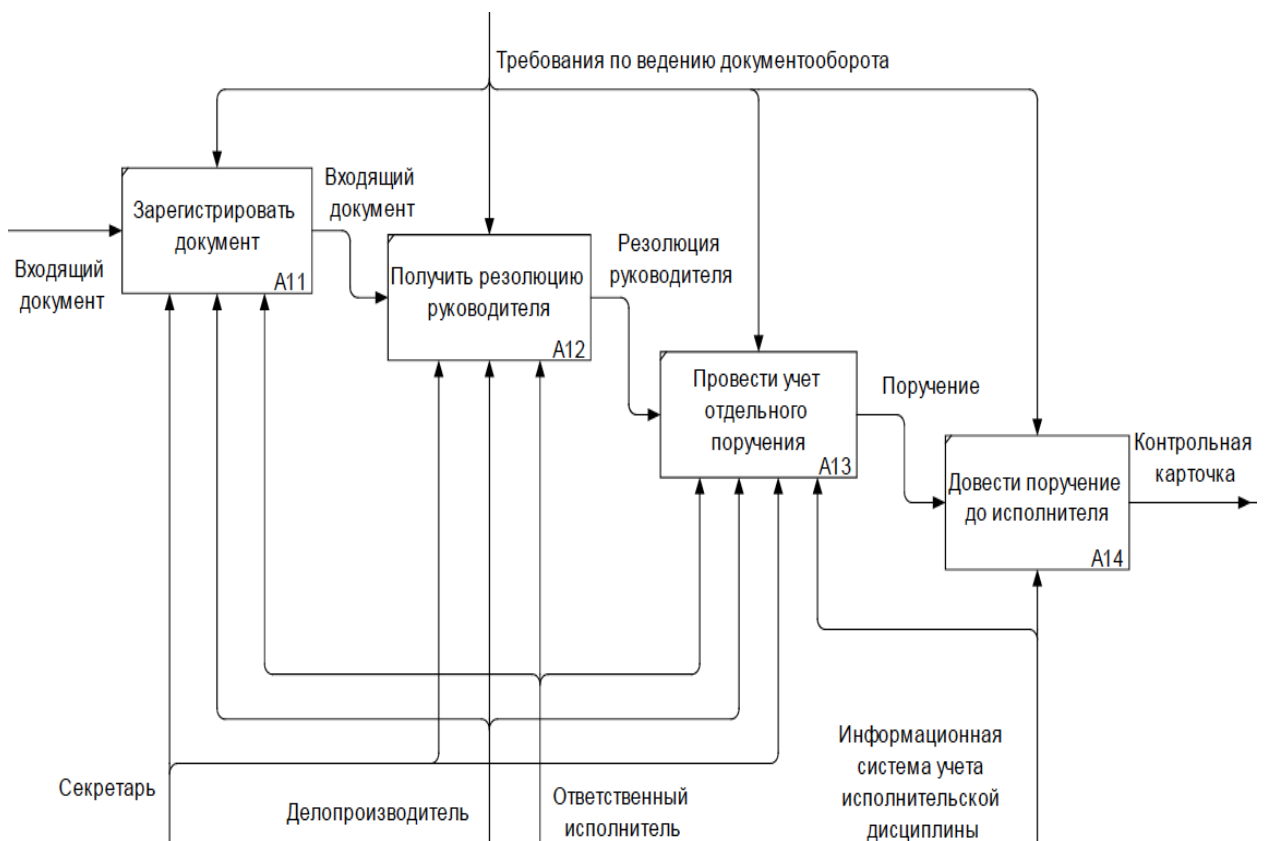 Требования по ведению документооборота
Зарегистрировать
документ
A11
Входящий
документ
Входящий
документ
Получить резолюцию
руководителя
A12
Резолюция
руководителя
Провести учет
отдельного
поручения
A13
Поручение
Довести поручение
до исполнителя
A14
Контрольная
карточка
Секретарь
Делопроизводитель
Ответственный
исполнитель
Информационная
система учета
исполнительской
дисциплины